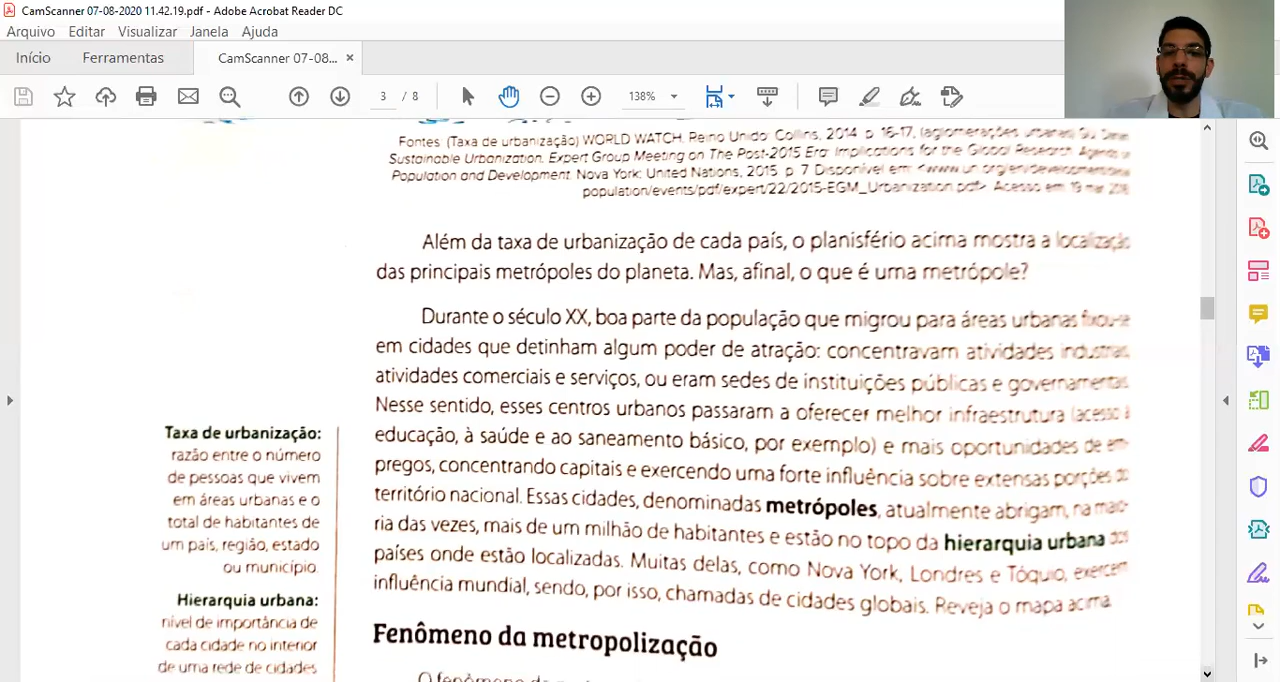 CamScanner 07-08-2020 11.42.19.pdf - Adobe Acrobat Reader DC
Arquivo Editar Visualizar Janela Ajuda
Início Ferramentas CamScanner 07-08... ×
3 / 8 138%
Fontes: (Taxa de urbanização) WORLD WATCH. Reino Unido: Collins, 2014. p. 16-17, (aglomerações urbanas)
Sustainable Urbanization. Expert Group Meeting on The Post-2015 Era: Implications for the Global Research Agenda
Population and Development. Nova York: United Nations, 2015. p. 7. Disponível em:
population/events/pdf/expert/22/2015-EGM_Urbanization.pdf>. Acesso em: 19 mar.
Além da taxa de urbanização de cada país, o planisfério acima mostra a localização
das principais metrópoles do planeta. Mas, afinal, o que é uma metrópole?
Durante o século XX, boa parte da população que migrou para áreas urbanas fixou-se
em cidades que detinham algum poder de atração: concentravam atividades industriais,
atividades comerciais e serviços, ou eram sedes de instituições públicas e governamentais.
Nesse sentido, esses centros urbanos passaram a oferecer melhor infraestrutura (acesso à
educação, à saúde e ao saneamento básico, por exemplo) e mais oportunidades de em-
pregos, concentrando capitais e exercendo uma forte influência sobre extensas porções do
território nacional. Essas cidades, denominadas metrópoles, atualmente abrigam, na maio-
ria das vezes, mais de um milhão de habitantes e estão no topo da hierarquia urbana dos
países onde estão localizadas. Muitas delas, como Nova York, Londres e Tóquio, exercem
influência mundial, sendo, por isso, chamadas de cidades globais. Reveja o mapa acima.
Taxa de urbanização:
razão entre o número
de pessoas que vivem
em áreas urbanas e o
total de habitantes de
um país, região, estado
ou município.
Hierarquia urbana:
nível de importância de
cada cidade no interior
de uma rede de cidades
Fenômeno da metropolização
O fenômeno da